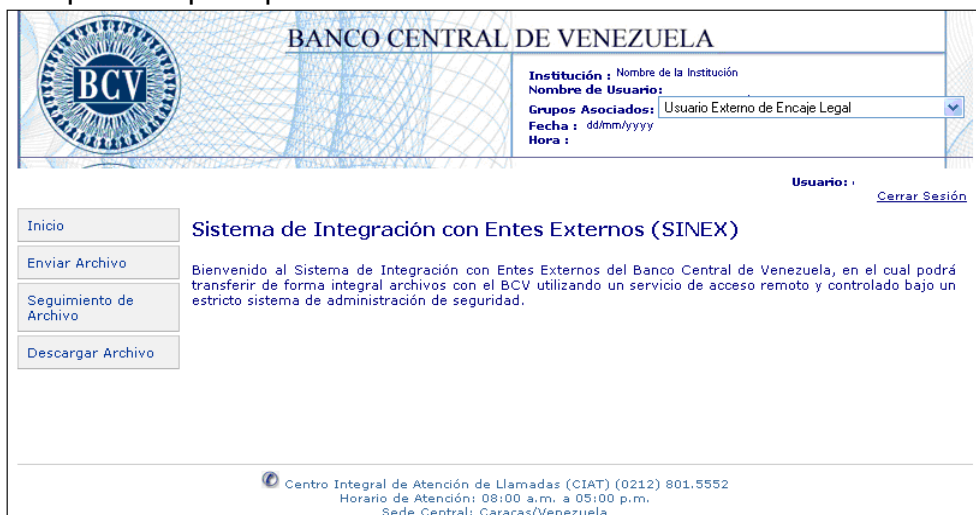 BANCO CENTRAL DE VENEZUELA
BCV
Institución : Nombre de la Institución
Nombre de Usuario:
Grupos Asociados: Usuario Externo de Encaje Legal
Fecha : dd/mm/yyyy
Hora :
Usuario:
Cerrar Sesión
Inicio
Enviar Archivo
Seguimiento de
Archivo
Descargar Archivo
Sistema de Integración con Entes Externos (SINEX)
Bienvenido al Sistema de Integración con Entes Externos del Banco Central de Venezuela, en el cual podrá
transferir de forma integral archivos con el BCV utilizando un servicio de acceso remoto y controlado bajo un
estricto sistema de administración de seguridad.
Centro Integral de Atención de Llamadas (CIAT) (0212) 801.5552
Horario de Atención: 08:00 a.m. a 05:00 p.m.
Sede Central: Caracas/Venezuela